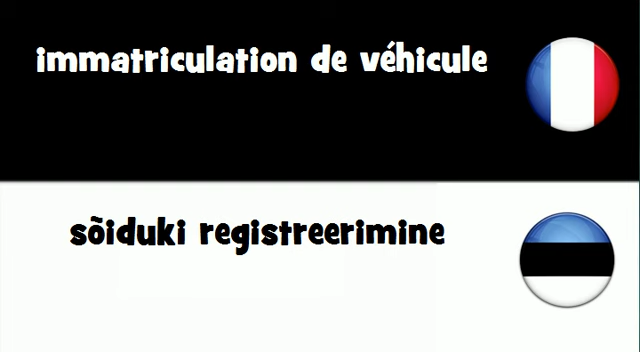 immatriculation de véhicule
sõiduki registreerimine